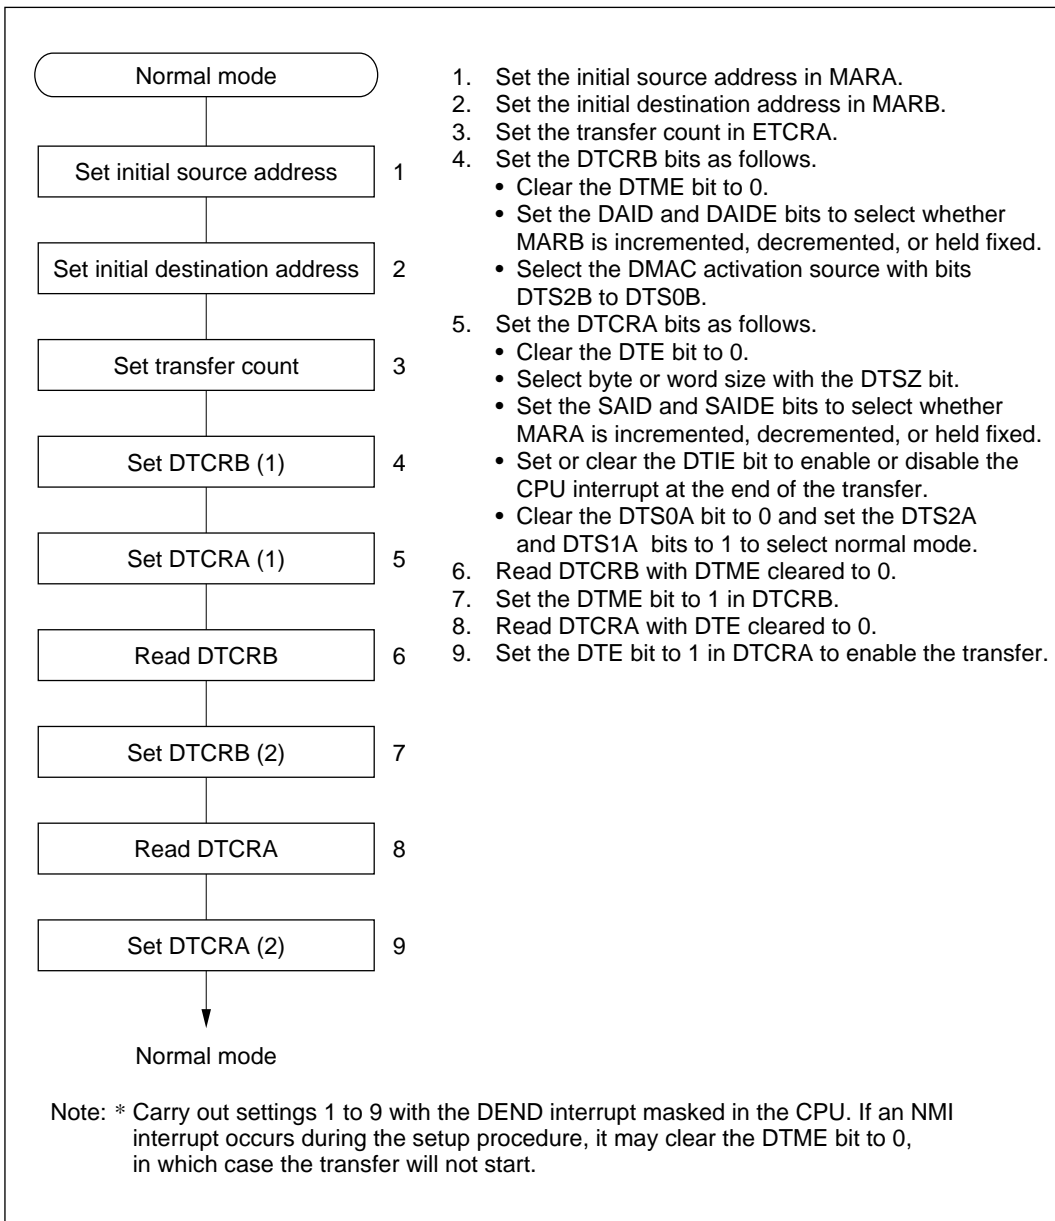 Normal mode
Set initial source address 1
Set initial destination address 2
Set transfer count 3
Set DTCRB (1) 4
Set DTCRA (1) 5
Read DTCRB 6
Set DTCRB (2) 7
Read DTCRA 8
Set DTCRA (2) 9
Normal mode
1. Set the initial source address in MARA.
2. Set the initial destination address in MARB.
3. Set the transfer count in ETCRA.
4. Set the DTCRB bits as follows.
• Clear the DTME bit to 0.
• Set the DAID and DAIDE bits to select whether
MARB is incremented, decremented, or held fixed.
• Select the DMAC activation source with bits
DTS2B to DTS0B.
5. Set the DTCRA bits as follows.
• Clear the DTE bit to 0.
• Select byte or word size with the DTSZ bit.
• Set the SAID and SAIDE bits to select whether
MARA is incremented, decremented, or held fixed.
• Set or clear the DTIE bit to enable or disable the
CPU interrupt at the end of the transfer.
• Clear the DTS0A bit to 0 and set the DTS2A
and DTS1A bits to 1 to select normal mode.
6. Read DTCRB with DTME cleared to 0.
7. Set the DTME bit to 1 in DTCRB.
8. Read DTCRA with DTE cleared to 0.
9. Set the DTE bit to 1 in DTCRA to enable the transfer.
Note: * Carry out settings 1 to 9 with the DEND interrupt masked in the CPU. If an NMI
interrupt occurs during the setup procedure, it may clear the DTME bit to 0,
in which case the transfer will not start.